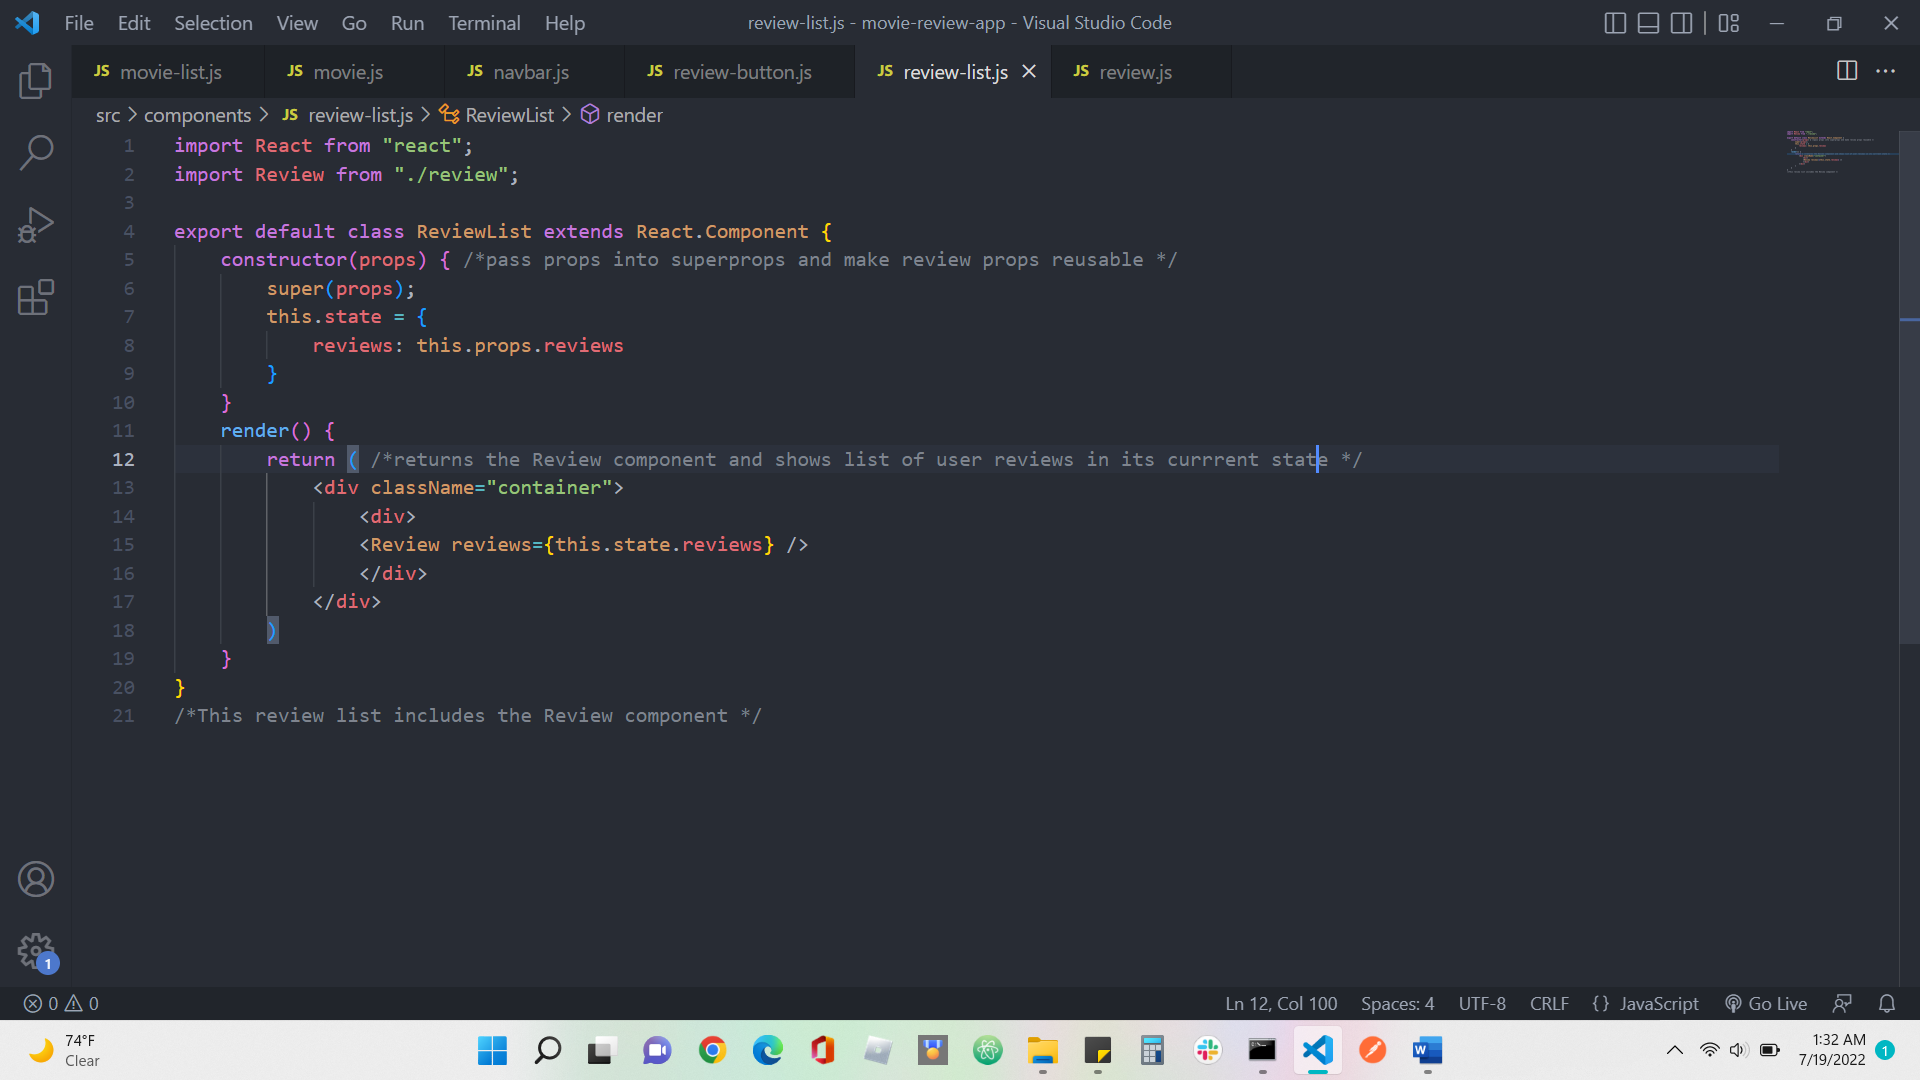 File Edit Selection View Go Run Terminal Help review-list.js - movie-review-app - Visual Studio Code
JS movie-list.js JS movie.js JS navbar.js JS review-button.js JS review-list.js JS review.js
src > components > JS review-list.js > ReviewList > render
1 import React from "react";
2 import Review from "./review";
3
4 export default class ReviewList extends React.Component {
5 constructor(props) { /*pass props into superprops and make review props reusable */
6 super(props);
7 this.state = {
8 reviews: this.props.reviews
9 }
10 }
11 render() {
12 return ( /*returns the Review component and shows list of user reviews in its currrent state */
13 <div className="container">
14 <div>
15 <Review reviews={this.state.reviews} />
16 </div>
17 </div>
18 )
19 }
20 }
21 /*This review list includes the Review component */
1
0 0 Ln 12, Col 100 Spaces: 4 UTF-8 CRLF {} JavaScript Go Live
74°F
Clear
W
1:32 AM
7/19/2022
1